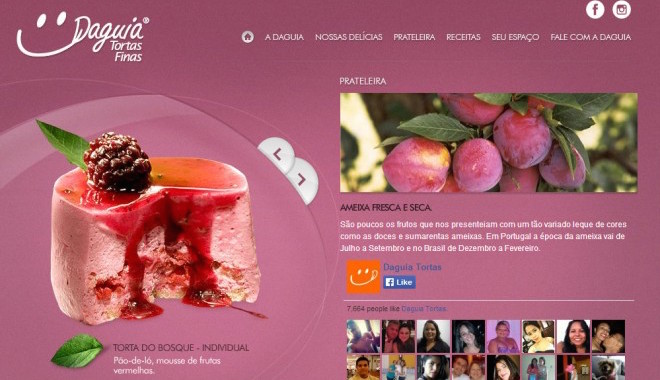 Daguia®
Tortas
Finas
A DAGUIA NOSSAS DELÍCIAS PRATELEIRA RECEITAS SEU ESPAÇO FALE COM A DAGUIA
PRATELEIRA
AMEIXA FRESCA E SECA.
São poucos os frutos que nos presenteiam com um tão variado leque de cores
como as doces e sumarentas ameixas. Em Portugal a época da ameixa vai de
Julho a Setembro e no Brasil de Dezembro a Fevereiro.
Daguia Tortas
Like
7,664 people like Daguia Tortas.
TORTA DO BOSQUE - INDIVIDUAL
Pão-de-ló, mousse de frutas
vermelhas.